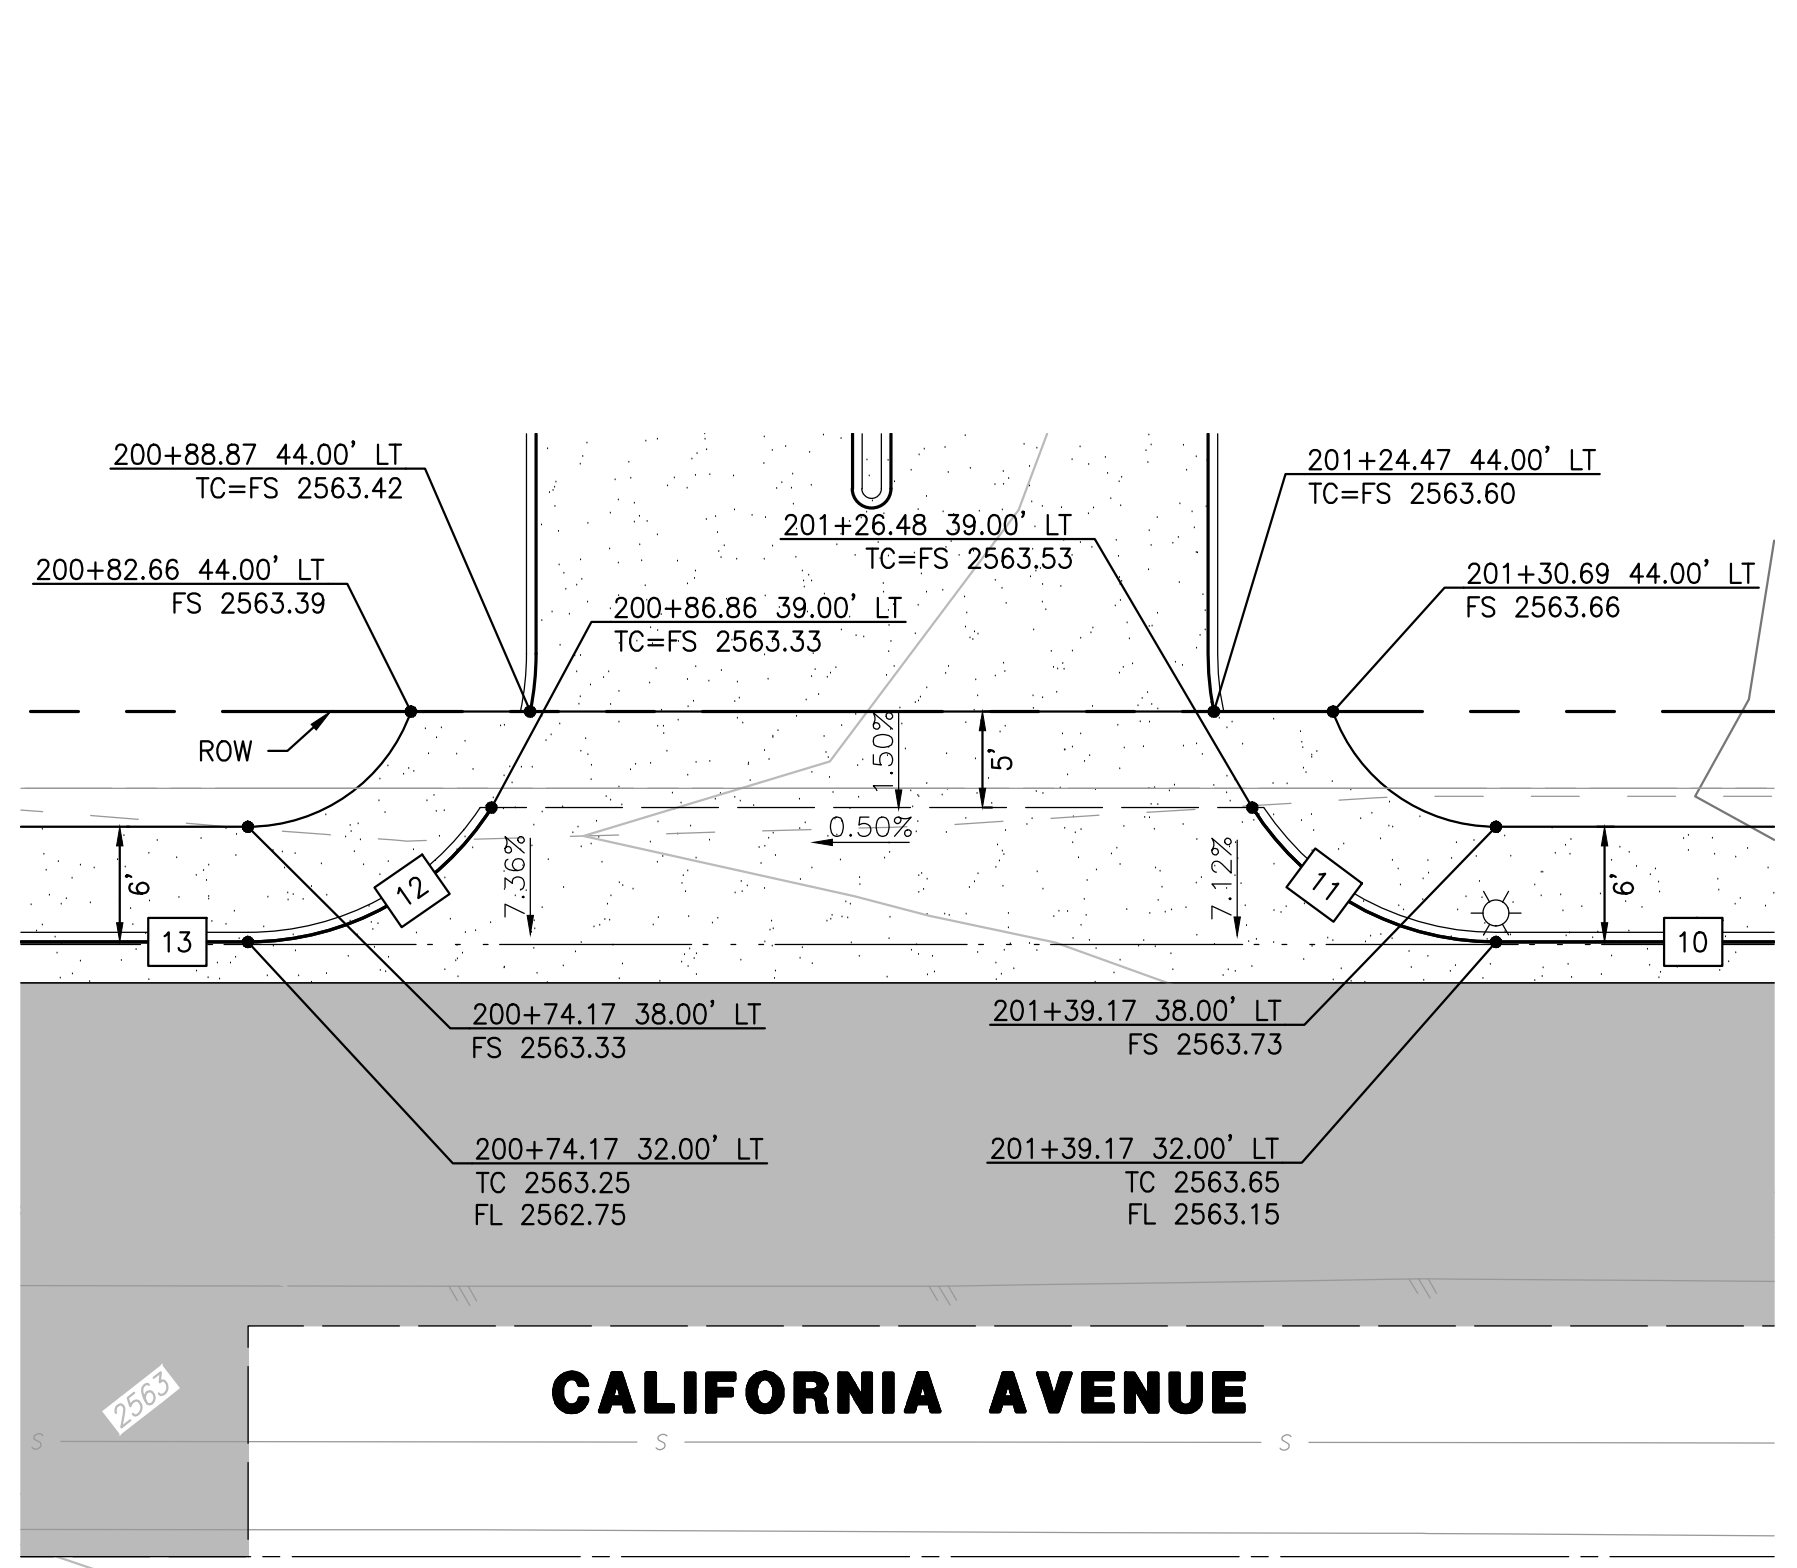 200+88.87 44.00' LT
TC=FS 2563.42
201+24.47 44.00' LT
TC=FS 2563.60
201+26.48 39.00' LT
TC=FS 2563.53
200+82.66 44.00' LT
FS 2563.39
201+30.69 44.00' LT
FS 2563.66
200+86.86 39.00' LT
TC=FS 2563.33
ROW
1.50%
5'
0.50%
6'
12
7.36%
7.12%
11
6'
13
10
200+74.17 38.00' LT
FS 2563.33
201+39.17 38.00' LT
FS 2563.73
200+74.17 32.00' LT
TC 2563.25
FL 2562.75
201+39.17 32.00' LT
TC 2563.65
FL 2563.15
2563
CALIFORNIA AVENUE
S
S
S